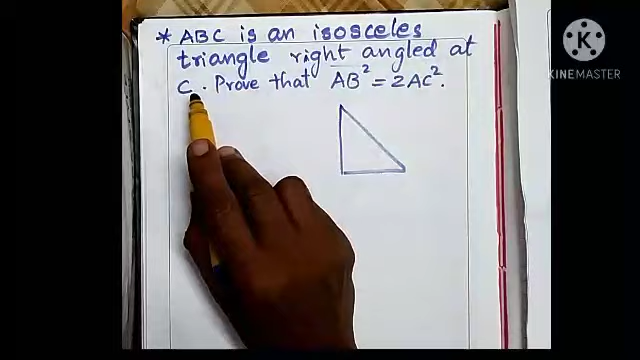 * ABC is an isosceles
triangle right angled at
C. Prove that AB² = 2AC².
KINEMASTER